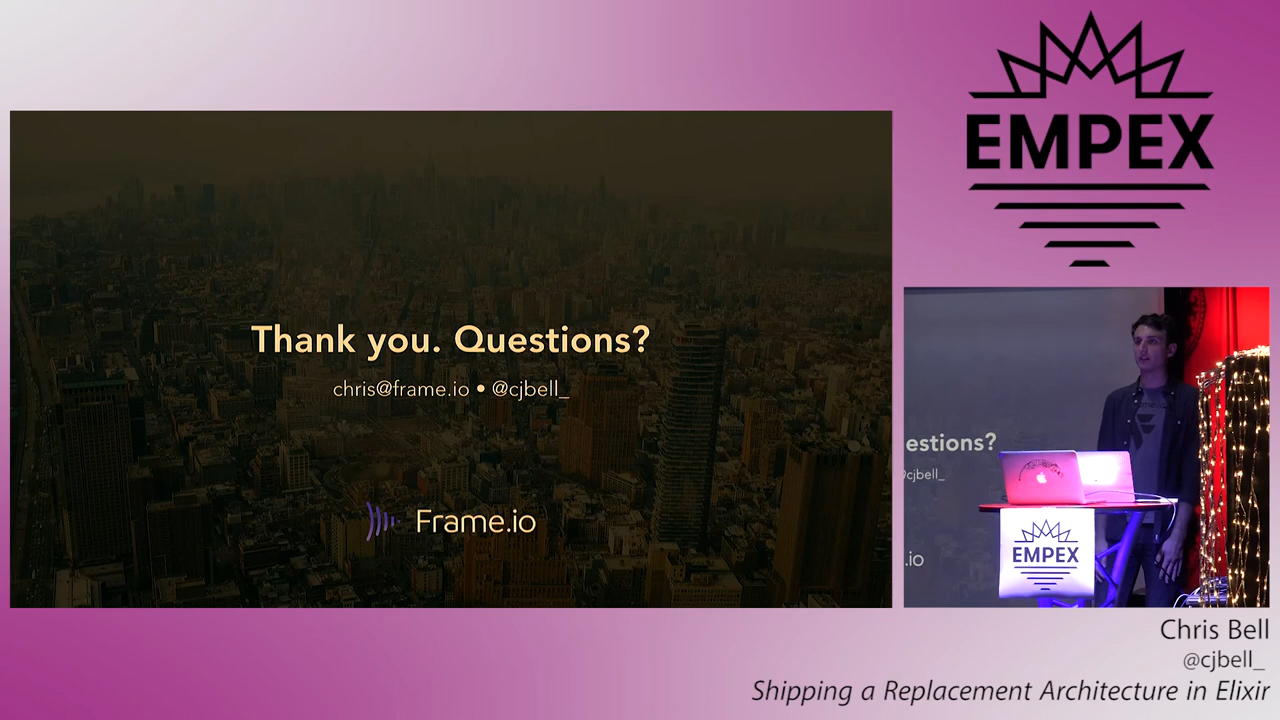 EMPEX
Thank you. Questions?
chris@frame.io • @cjbell_
Frame.io
estions?
@cjbell_
.io
EMPEX
Chris Bell
@cjbell_
Shipping a Replacement Architecture in Elixir